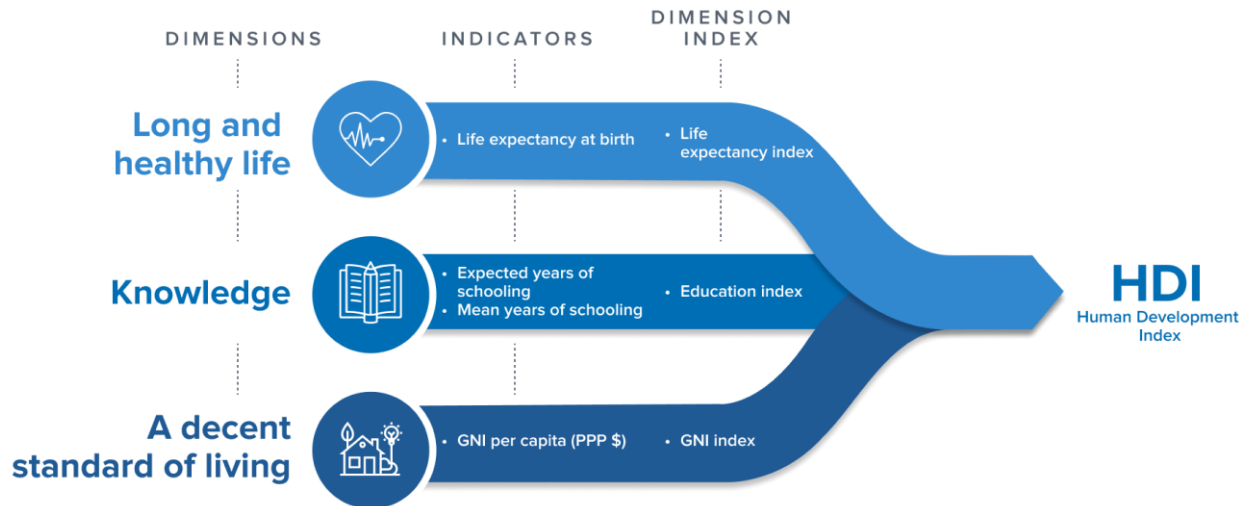 DIMENSIONS
INDICATORS
DIMENSION
INDEX
Long and
healthy life
• Life expectancy at birth
• Life
expectancy index
Knowledge
• Expected years of
schooling
• Mean years of schooling
• Education index
A decent
standard of living
• GNI per capita (PPP $)
• GNI index
HDI
Human Development
Index